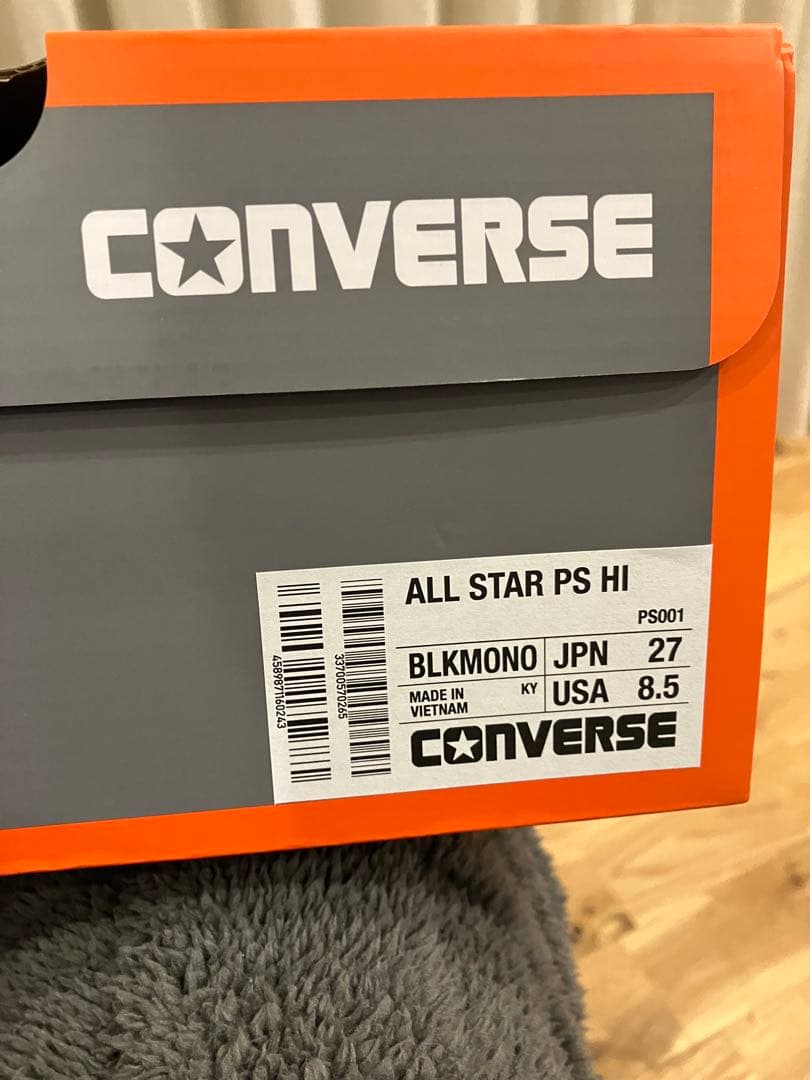 CONVERSE
ALL STAR PS HI
PS001
BLKMONO JPN 27
MADE IN VIETNAM KY USA 8.5
CONVERSE
4589871160243
33700570265